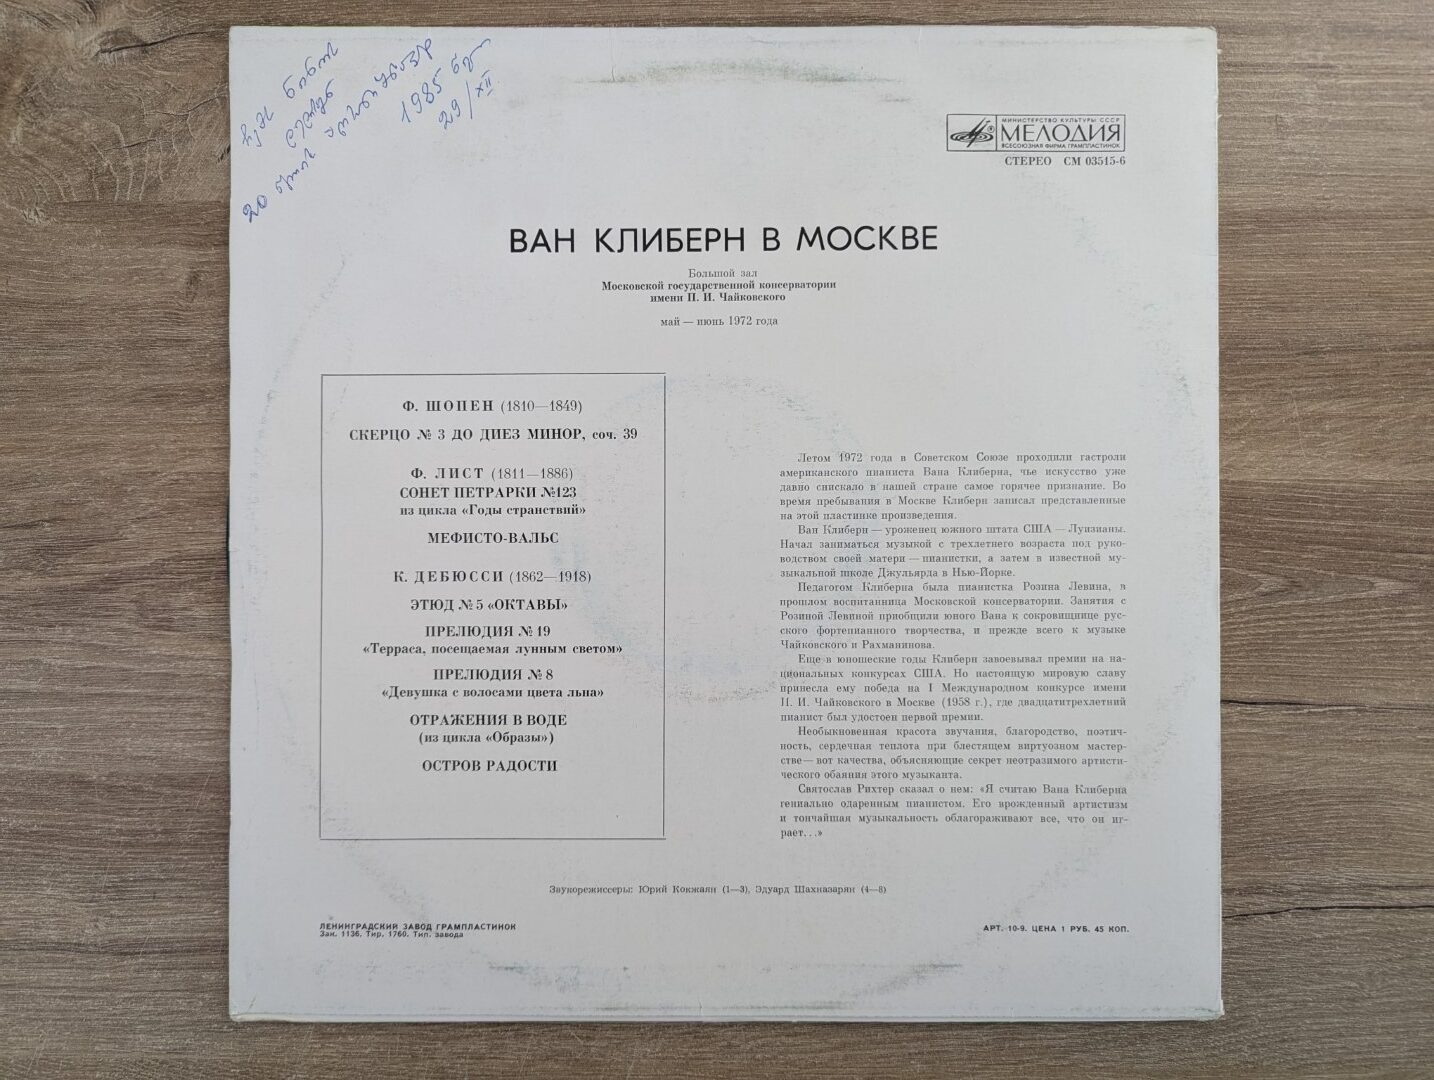 1985
29/XII
МИНИСТЕРСТВО КУЛЬТУРЫ СССР
МЕЛОДИЯ
ВСЕСОЮЗНАЯ ФИРМА ГРАМПЛАСТИНОК
СТЕРЕО СМ 03515-6
ВАН КЛИБЕРН В МОСКВЕ
Большой зал
Московской государственной консерватории
имени П. И. Чайковского
май — июнь 1972 года
Ф. ШОПЕН (1810—1849)
СКЕРЦО № 3 ДО ДИЕЗ МИНОР, соч. 39
Ф. ЛИСТ (1811—1886)
СОНЕТ ПЕТРАРКИ №123
из цикла «Годы странствий»
МЕФИСТО-ВАЛЬС
К. ДЕБЮССИ (1862—1918)
ЭТЮД № 5 «ОКТАВЫ»
ПРЕЛЮДИЯ № 19
«Терраса, посещаемая лунным светом»
ПРЕЛЮДИЯ № 8
«Девушка с волосами цвета льна»
ОТРАЖЕНИЯ В ВОДЕ
(из цикла «Образы»)
ОСТРОВ РАДОСТИ
Летом 1972 года в Советском Союзе проходили гастроли
американского пианиста Вана Клиберна, чье искусство уже
давно снискало в нашей стране самое горячее признание. Во
время пребывания в Москве Клиберн записал представленные
на этой пластинке произведения.
Ван Клиберн — уроженец южного штата США — Луизианы.
Начал заниматься музыкой с трехлетнего возраста под руко-
водством своей матери — пианистки, а затем в известной му-
зыкальной школе Джульярда в Нью-Йорке.
Педагогом Клиберна была пианистка Розина Левина, в
прошлом воспитанница Московской консерватории. Занятия с
Розиной Левиной приобщили юного Вана к сокровищнице рус-
ского фортепианного творчества, и прежде всего к музыке
Чайковского и Рахманинова.
Еще в юношеские годы Клиберн завоевывал премии на на-
циональных конкурсах США. Но настоящую мировую славу
принесла ему победа на I Международном конкурсе имени
П. И. Чайковского в Москве (1958 г.), где двадцатитрехлетний
пианист был удостоен первой премии.
Необыкновенная красота звучания, благородство, поэтич-
ность, сердечная теплота при блестящем виртуозном мастер-
стве — вот качества, объясняющие секрет неотразимого артисти-
ческого обаяния этого музыканта.
Святослав Рихтер сказал о нем: «Я считаю Вана Клиберна
гениально одаренным пианистом. Его врожденный артистизм
и тончайшая музыкальность облагораживают все, что он иг-
рает...»
Звукорежиссеры: Юрий Кокжаян (1—3), Эдуард Шахназарян (4—8)
ЛЕНИНГРАДСКИЙ ЗАВОД ГРАМПЛАСТИНОК
Зак. 1136. Тир. 1760. Тип. завода
АРТ. 10-9. ЦЕНА 1 РУБ. 45 КОП.